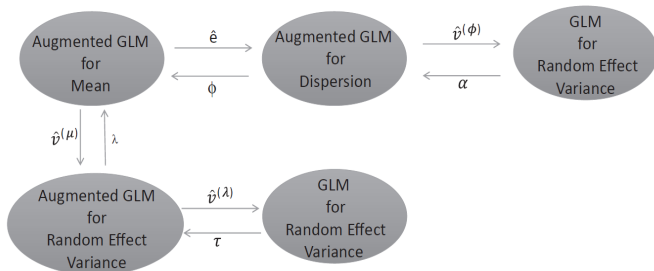 Augmented GLM
for
Mean
ê
ϕ
Augmented GLM
for
Dispersion
v̂(ϕ)
α
GLM
for
Random Effect
Variance
v̂(μ)
λ
Augmented GLM
for
Random Effect
Variance
v̂(λ)
τ
GLM
for
Random Effect
Variance